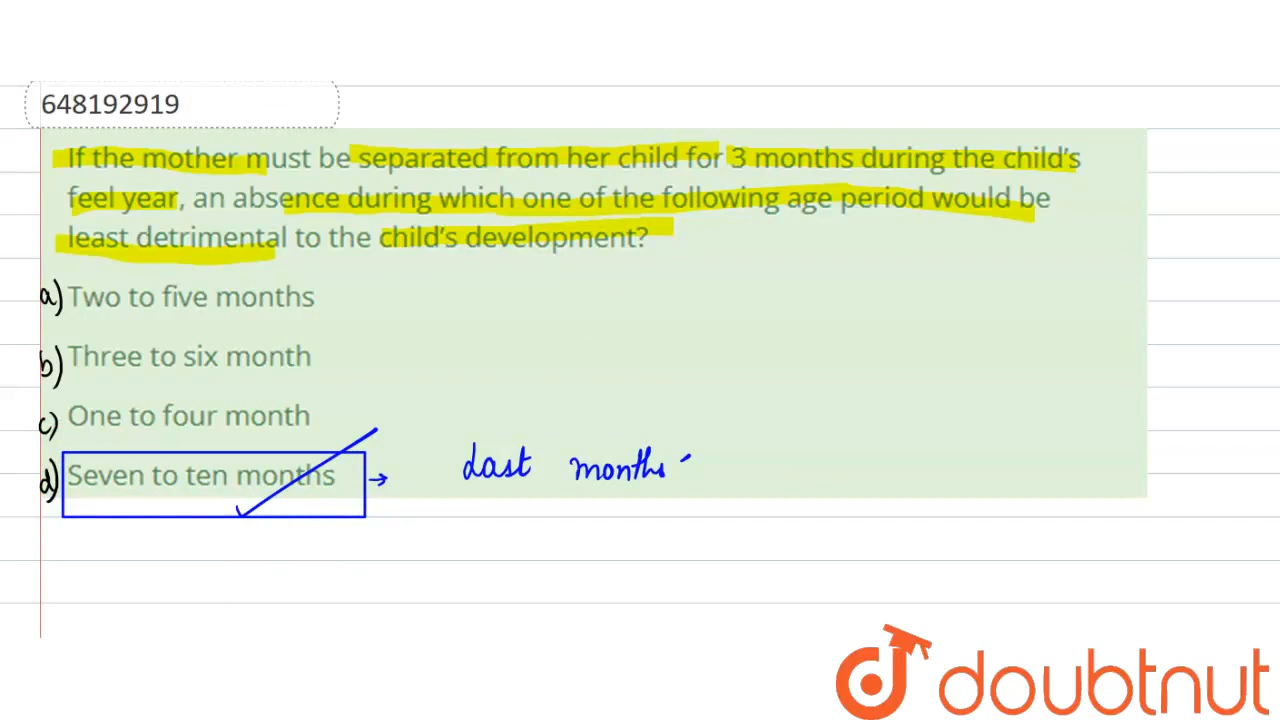 648192919
If the mother must be separated from her child for 3 months during the child's
feel year, an absence during which one of the following age period would be
least detrimental to the child's development?
a) Two to five months
b) Three to six month
c) One to four month
d) Seven to ten months → Last months
doubtnut